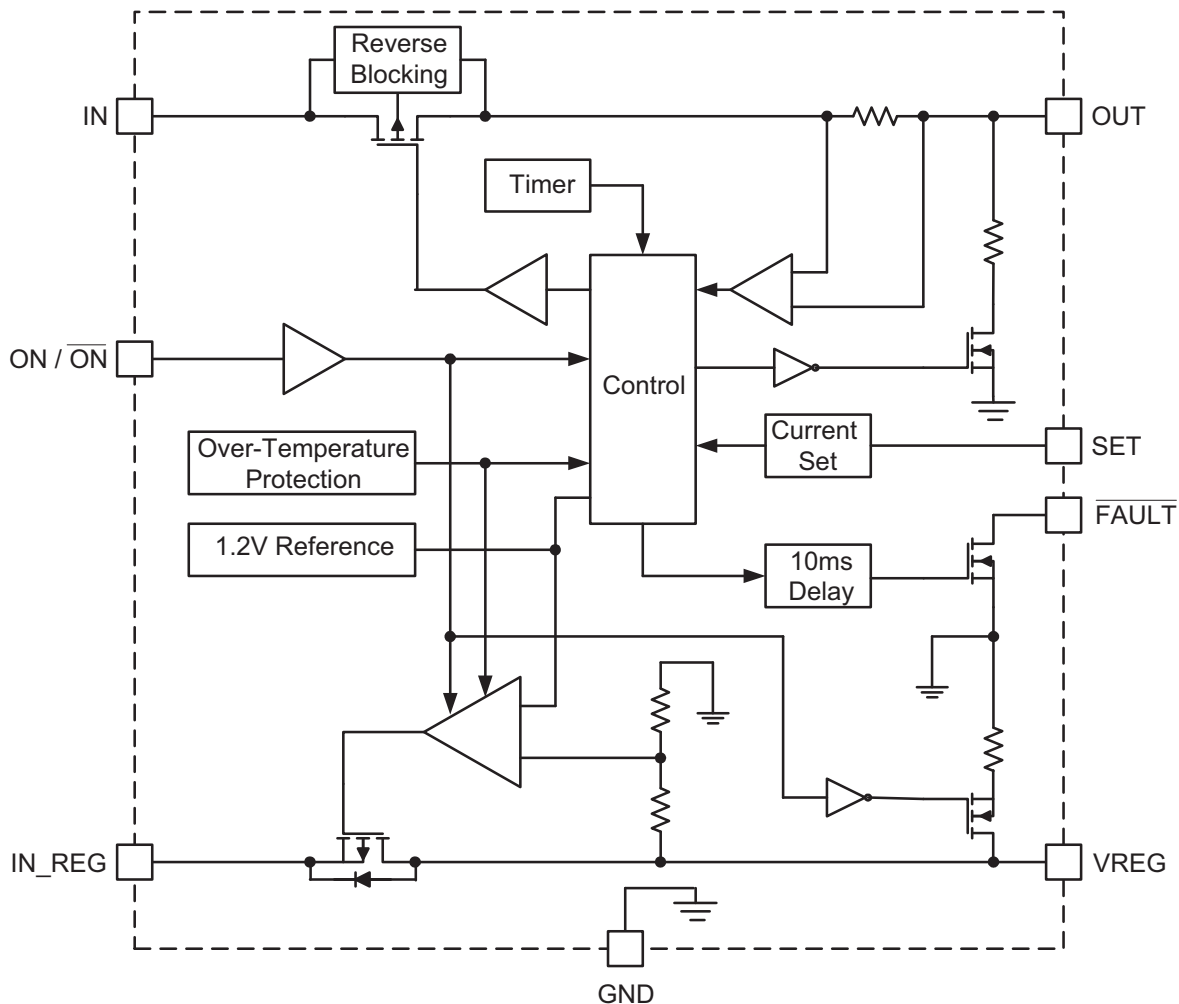 Reverse
Blocking
IN
OUT
Timer
ON / ON
Control
Current
Set
SET
Over-Temperature
Protection
FAULT
1.2V Reference
10ms
Delay
IN_REG
VREG
GND